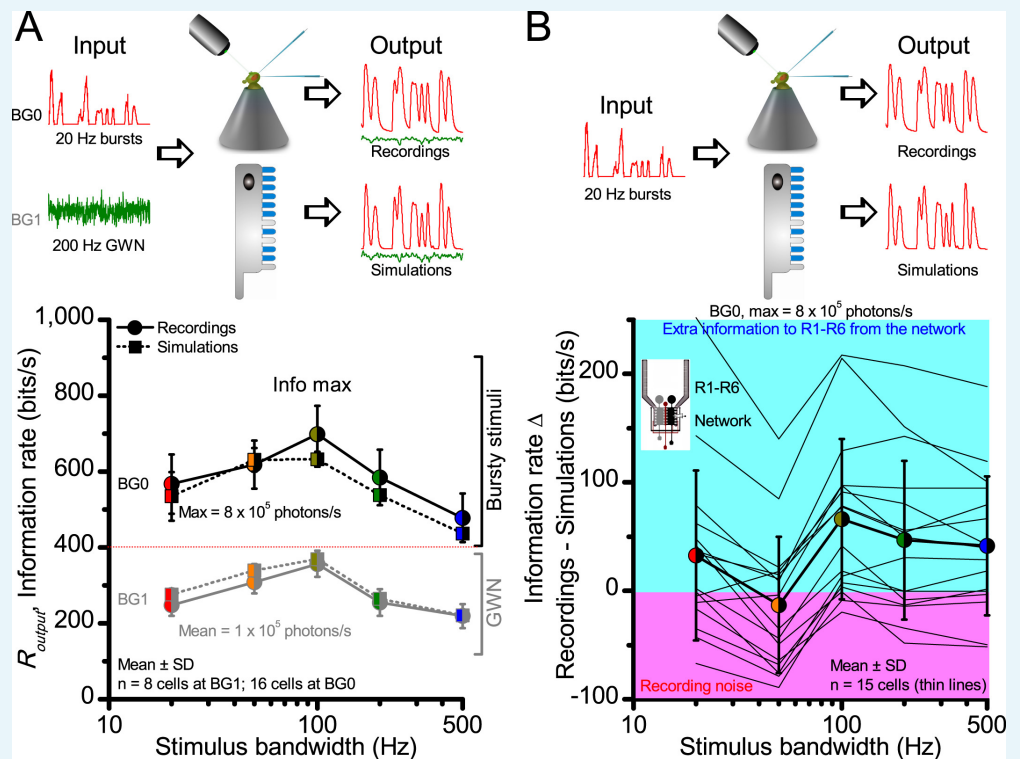 A
Input
Output
BG0
20 Hz bursts
Recordings
BG1
200 Hz GWN
Simulations
1,000
800
600
400
200
0
Recordings
Simulations
Info max
Bursty stimuli
BG0
Max = 8 x 10⁵ photons/s
BG1
GWN
Mean = 1 x 10⁵ photons/s
Mean ± SD
n = 8 cells at BG1; 16 cells at BG0
R_output, Information rate (bits/s)
10
100
500
Stimulus bandwidth (Hz)
B
Output
Input
20 Hz bursts
Recordings
Simulations
BG0, max = 8 x 10⁵ photons/s
Extra information to R1-R6 from the network
200
100
0
-100
R1-R6
Network
Information rate Δ
Recordings - Simulations (bits/s)
Mean ± SD
Recording noise
n = 15 cells (thin lines)
10
100
500
Stimulus bandwidth (Hz)